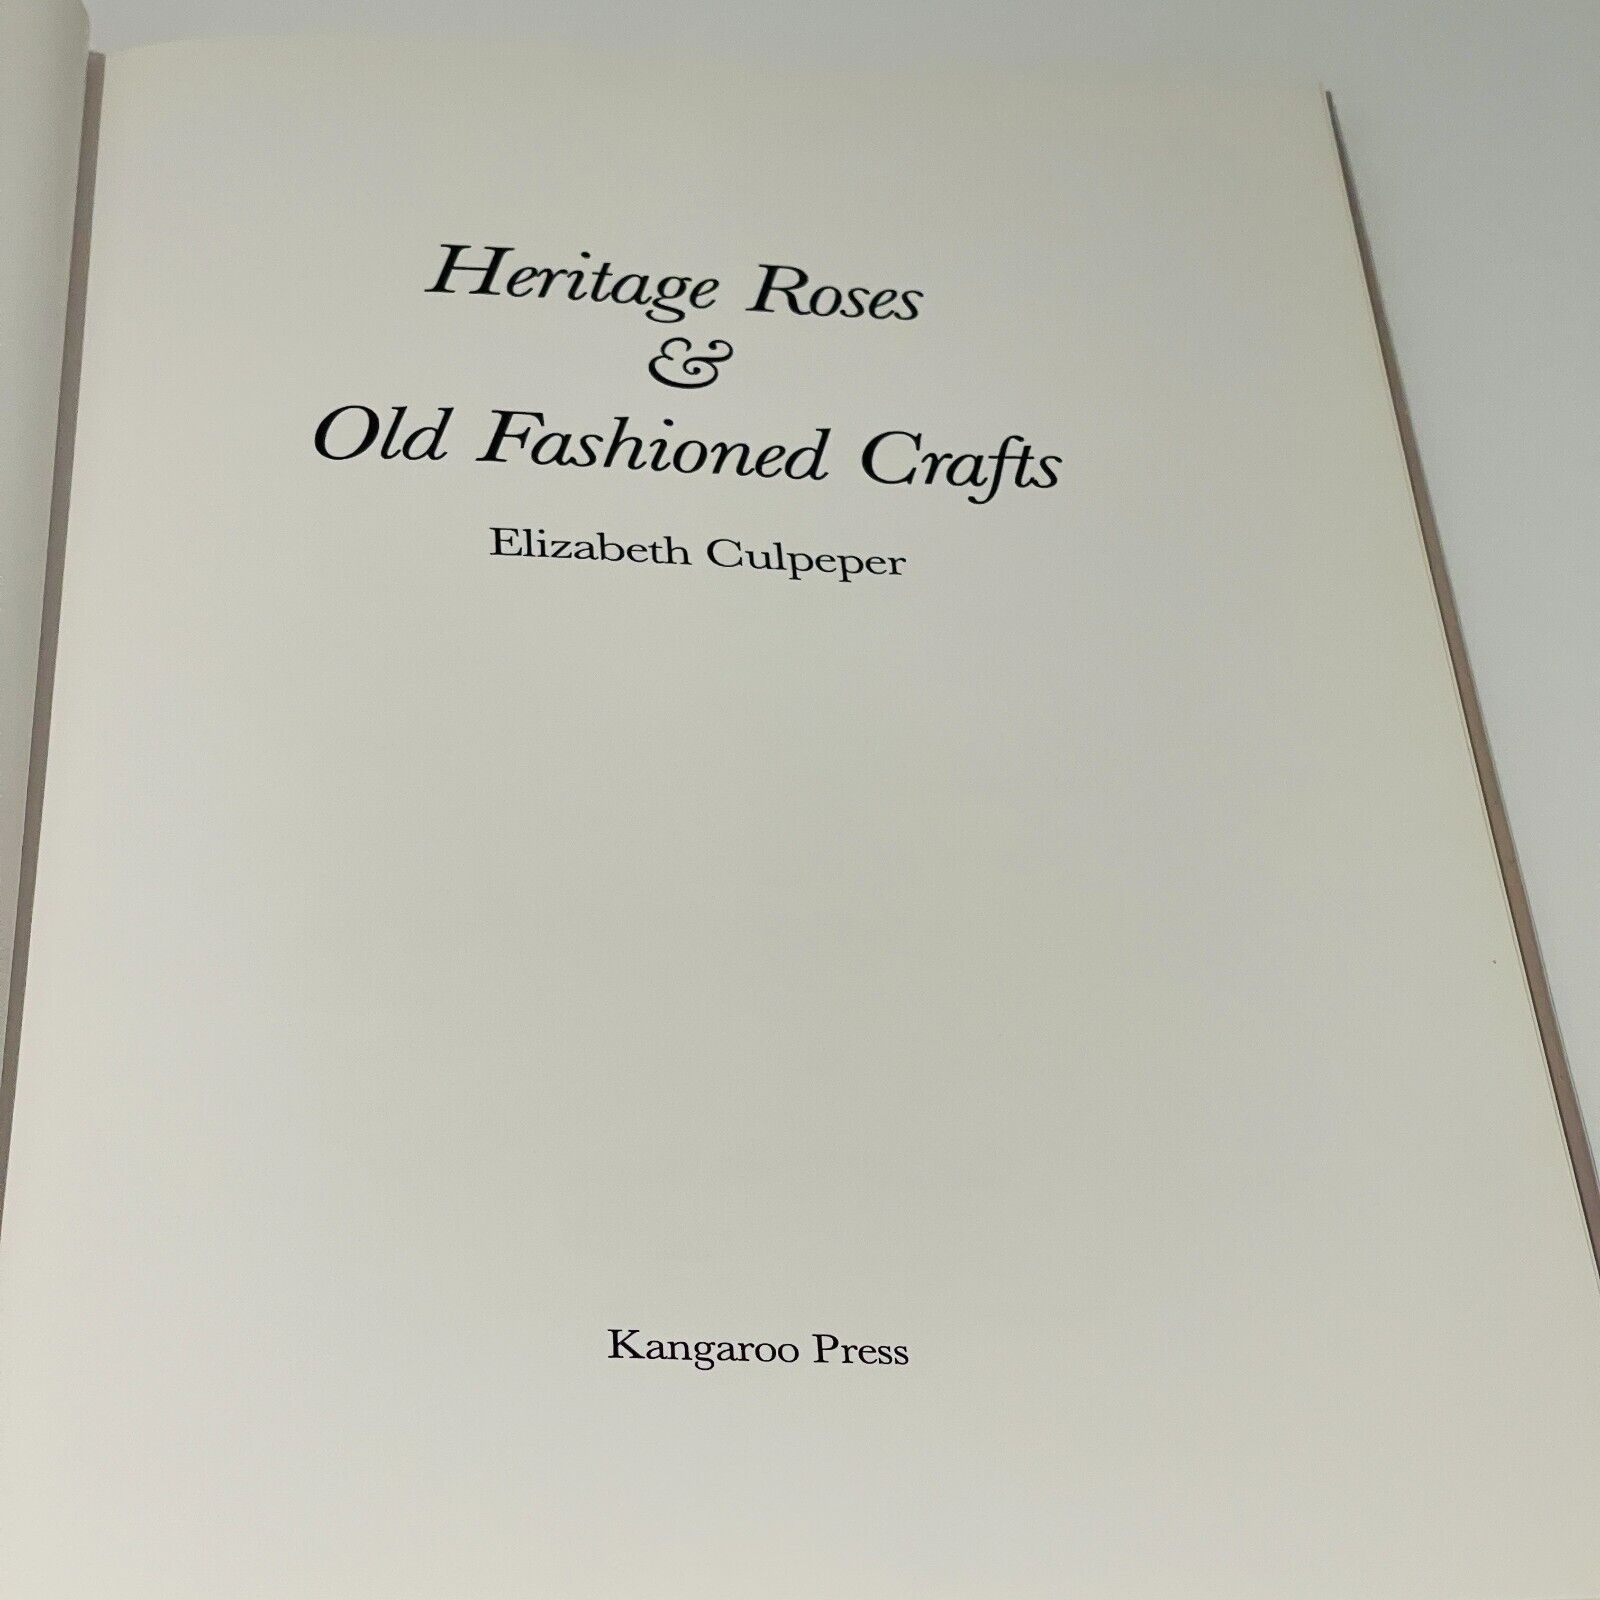 Heritage Roses
&
Old Fashioned Crafts
Elizabeth Culpeper
Kangaroo Press